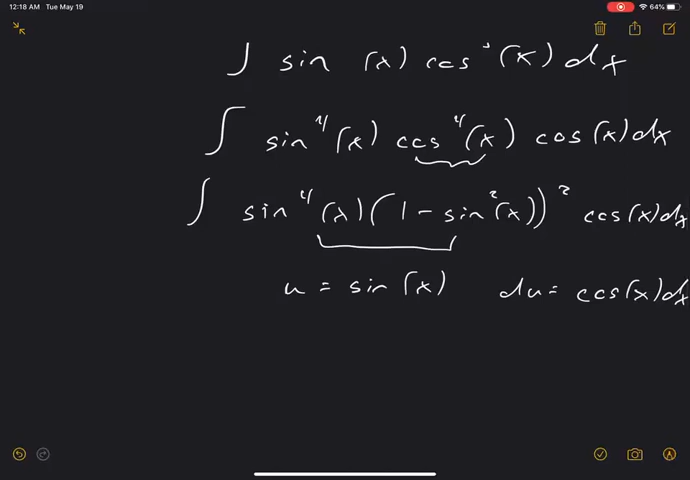 12:18 AM Tue May 19 64%
∫ sin (x) cos (x) dx
∫ sin⁴(x) cos⁴(x) cos(x)dx
∫ sin⁴(x)(1 - sin²(x))² cos(x)dx
u = sin(x) du = cos(x)dx